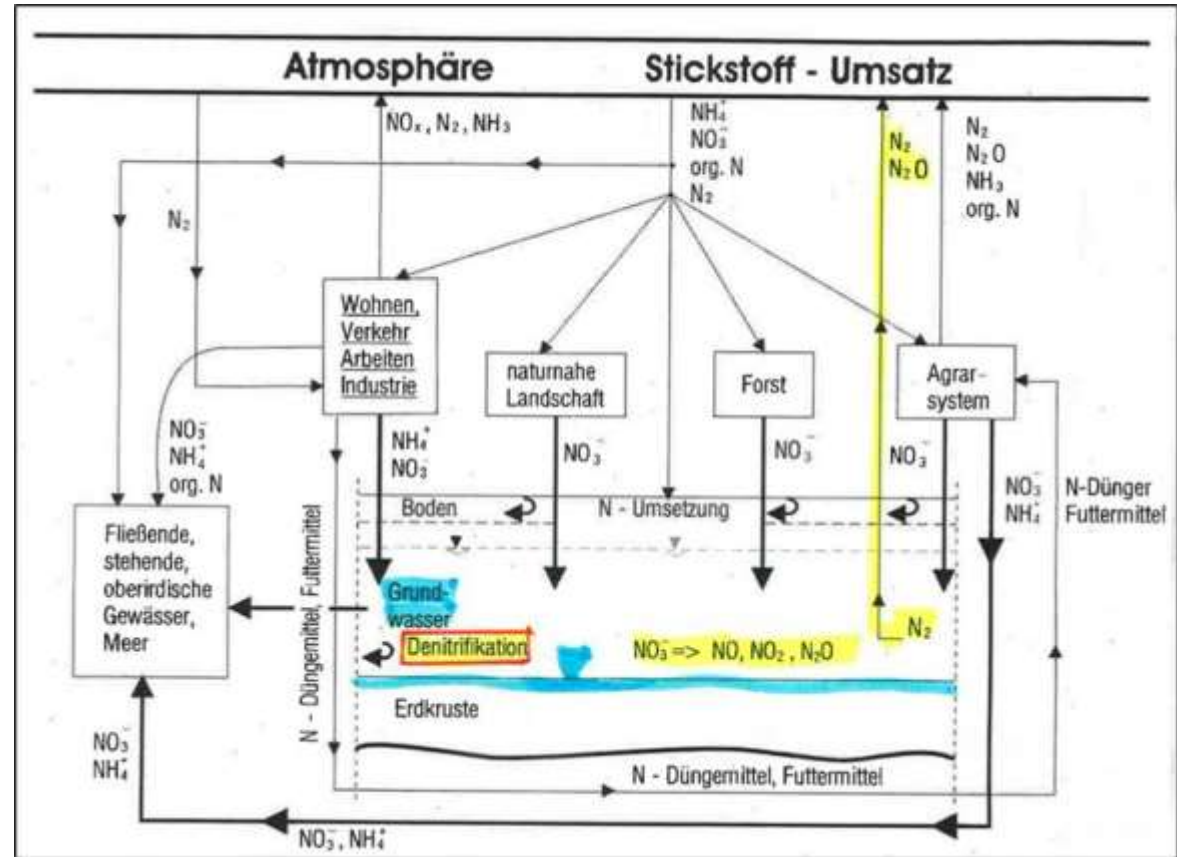 Atmosphäre Stickstoff - Umsatz
NOₓ, N₂, NH₃
NH₄⁺
NO₃⁻
org. N
N₂
N₂
N₂O
N₂
N₂O
NH₃
org. N
N₂
Wohnen,
Verkehr
Arbeiten
Industrie
naturnahe
Landschaft
Forst
Agrar-
system
NO₃⁻
NH₄⁺
org. N
NH₄⁺
NO₃⁻
NO₃⁻
NO₃⁻
NO₃⁻
NO₃⁻
NH₄⁺
N-Dünger
Futtermittel
Boden
N - Umsetzung
Fließende,
stehende,
oberirdische
Gewässer,
Meer
N - Düngemittel, Futtermittel
Grund-
wasser
Denitrifikation
NO₃⁻ => NO, NO₂, N₂O
N₂
Erdkruste
NO₃⁻
NH₄⁺
N - Düngemittel, Futtermittel
NO₃⁻, NH₄⁺